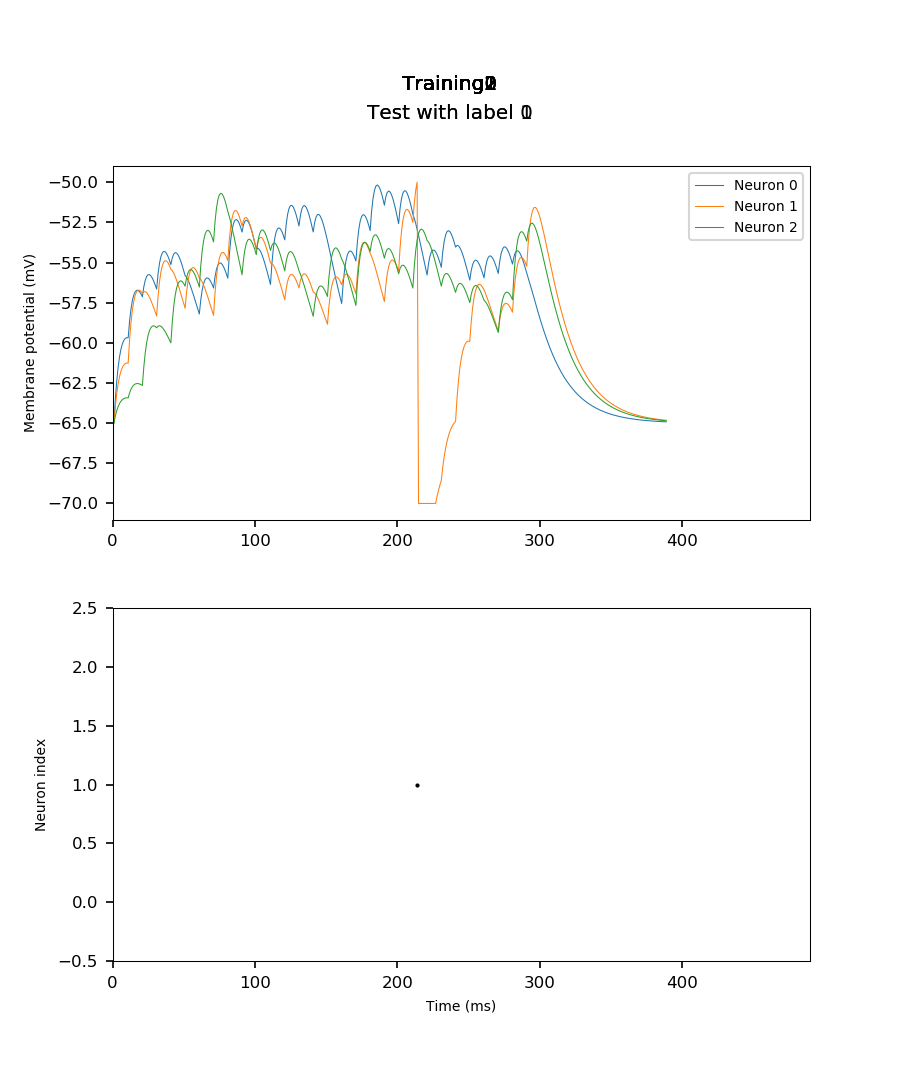 Training
Test with label
−50.0
−52.5
−55.0
−57.5
−60.0
−62.5
−65.0
−67.5
−70.0
Membrane potential (mV)
Neuron 0
Neuron 1
Neuron 2
0 100 200 300 400
2.5
2.0
1.5
1.0
0.5
0.0
−0.5
Neuron index
0 100 200 300 400
Time (ms)